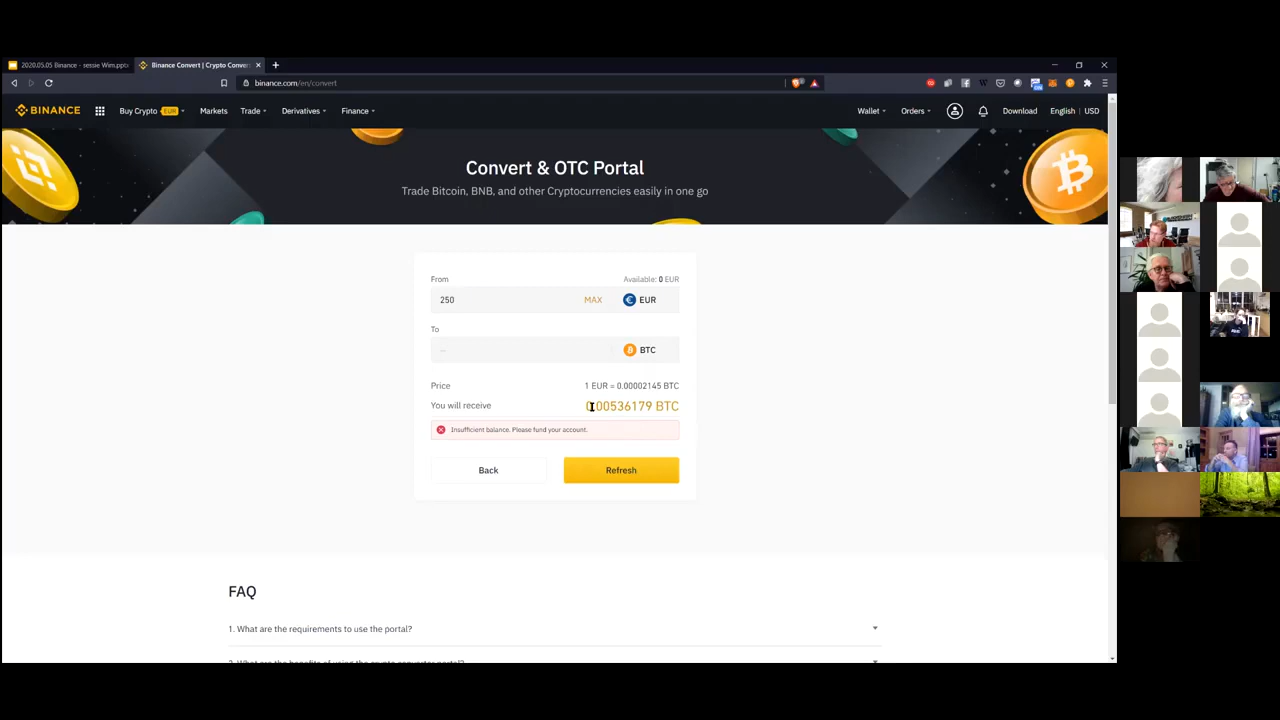 2020.05.05 Binance - sessie Wim.pptx
Binance Convert | Crypto Conver
binance.com/en/convert
BINANCE
Buy Crypto EUR
Markets
Trade
Derivatives
Finance
Wallet
Orders
Download
English | USD
Convert & OTC Portal
Trade Bitcoin, BNB, and other Cryptocurrencies easily in one go
From
Available: 0 EUR
250
MAX
EUR
To
--
BTC
Price
1 EUR = 0.00002145 BTC
You will receive
0.00536179 BTC
Insufficient balance. Please fund your account.
Back
Refresh
FAQ
1. What are the requirements to use the portal?